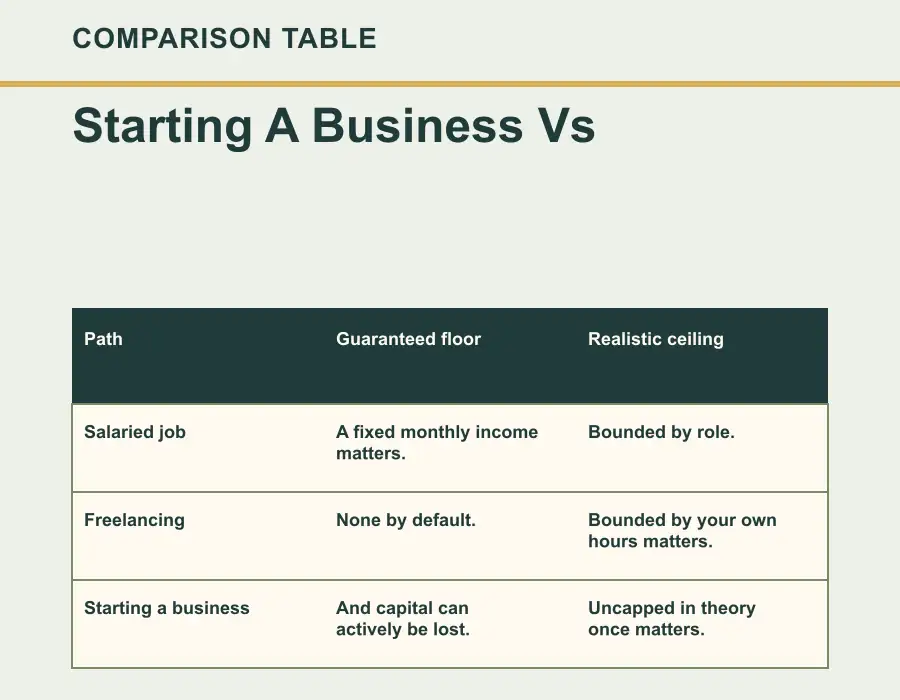 COMPARISON TABLE
Starting A Business Vs
Path Guaranteed floor Realistic ceiling
Salaried job A fixed monthly income Bounded by role.
matters.
Freelancing None by default. Bounded by your own
hours matters.
Starting a business And capital can Uncapped in theory
actively be lost. once matters.